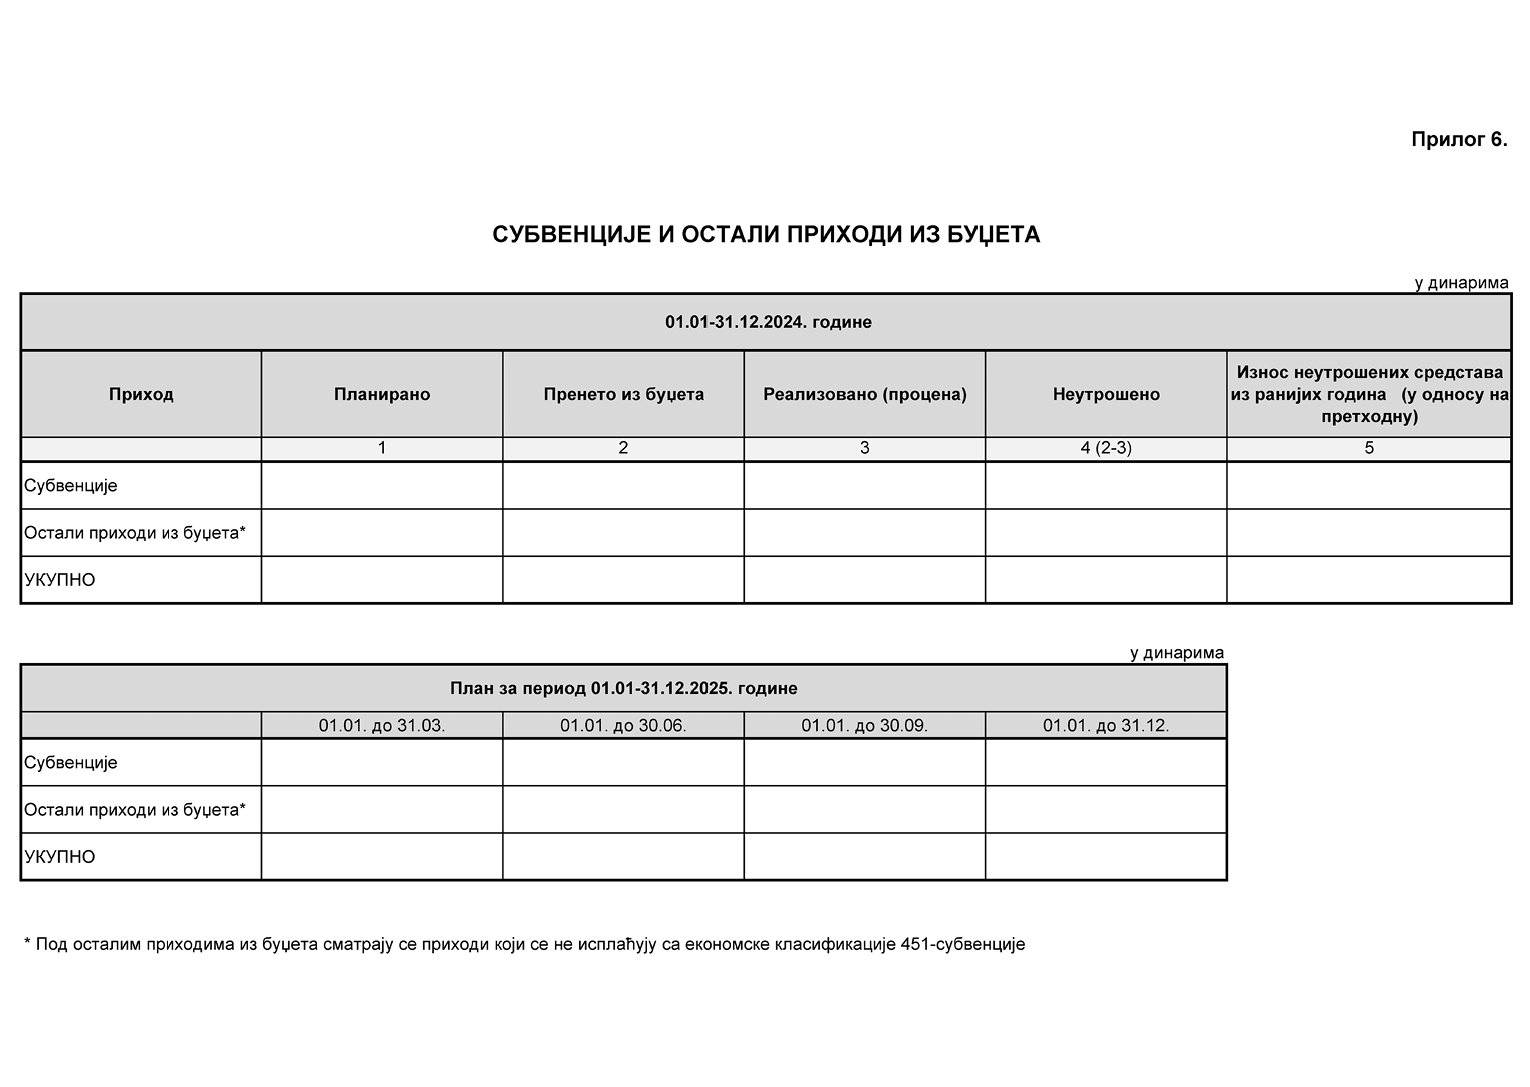 Прилог 6.
СУБВЕНЦИЈЕ И ОСТАЛИ ПРИХОДИ ИЗ БУЏЕТА
у динарима
01.01-31.12.2024. године
Приход Планирано Пренето из буџета Реализовано (процена) Неутрошено Износ неутрошених средстава
из ранијих година (у односу на
претходну)
1 2 3 4 (2-3) 5
Субвенције
Остали приходи из буџета*
УКУПНО
у динарима
План за период 01.01-31.12.2025. године
01.01. до 31.03. 01.01. до 30.06. 01.01. до 30.09. 01.01. до 31.12.
Субвенције
Остали приходи из буџета*
УКУПНО
* Под осталим приходима из буџета сматрају се приходи који се не исплаћују са економске класификације 451-субвенције